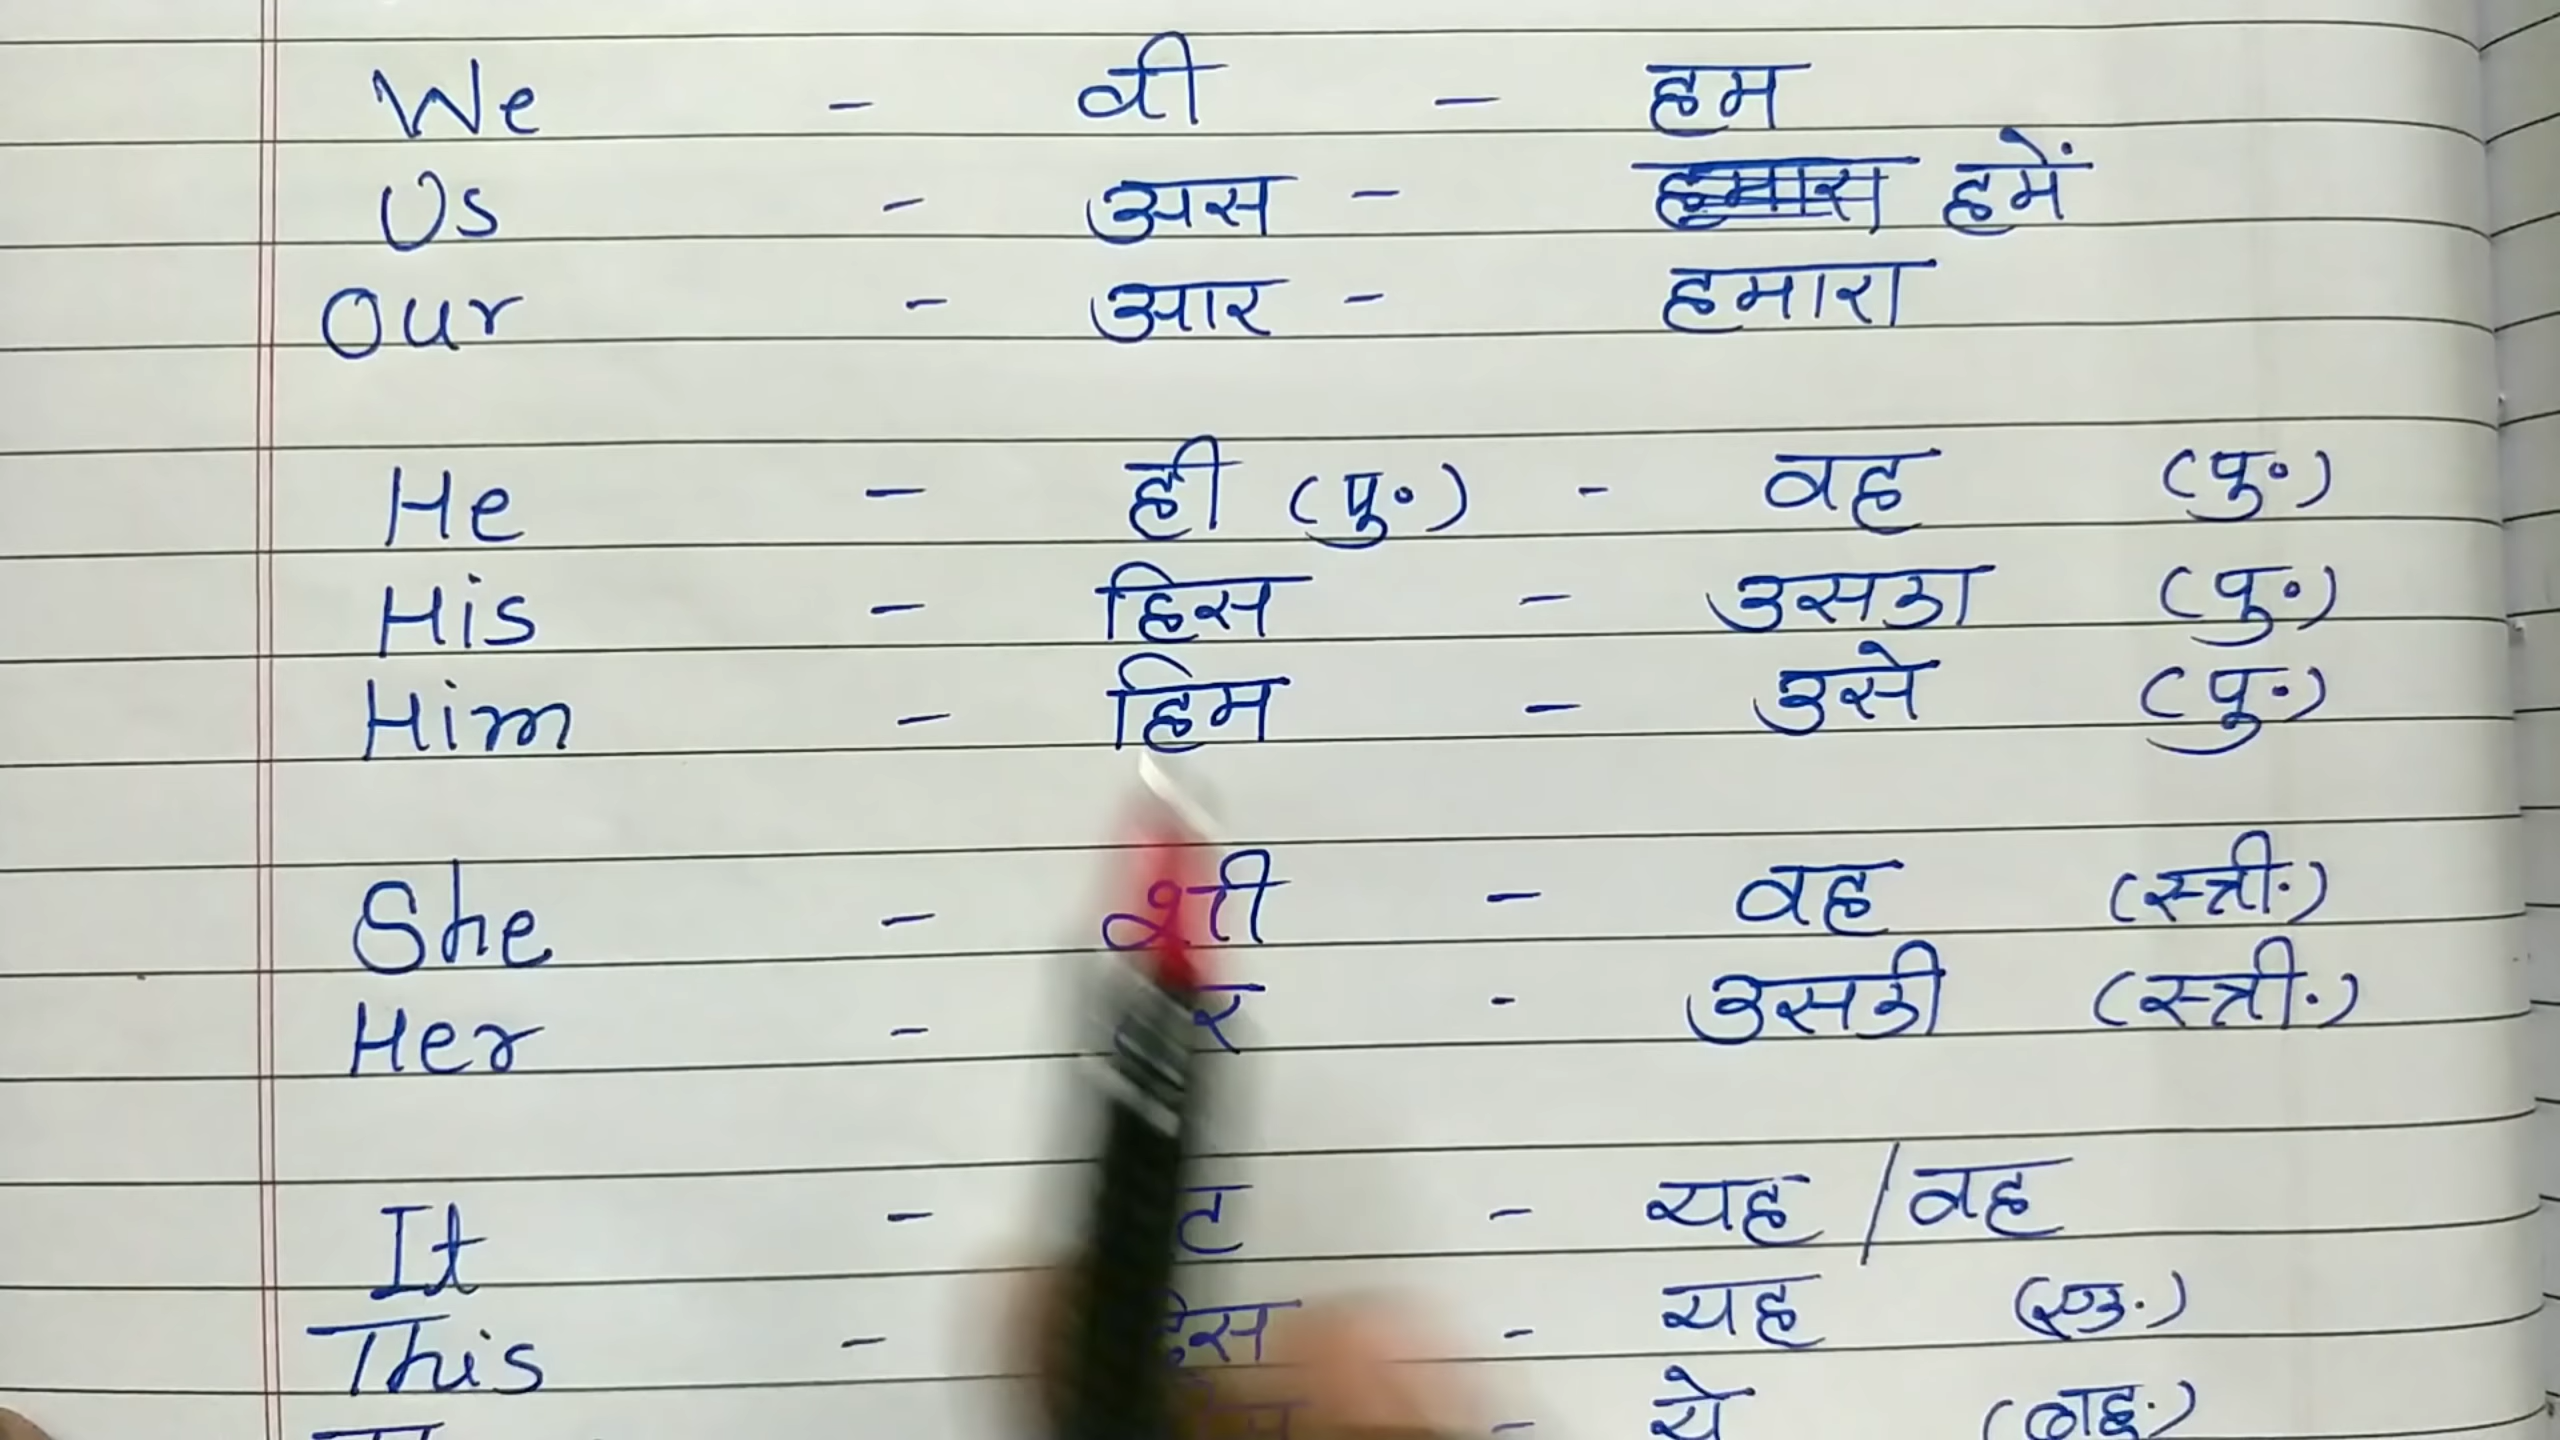 We - वी - हम
Us - अस - हमें
Our - आर - हमारा
He - ही (पु॰) - वह (पु॰)
His - हिस - उसका (पु॰)
Him - हिम - उसे (पु॰)
She - शी - वह (स्त्री.)
Her - - उसकी (स्त्री.)
It - - यह / वह
This - - यह (एक.)
- ये (बहु.)